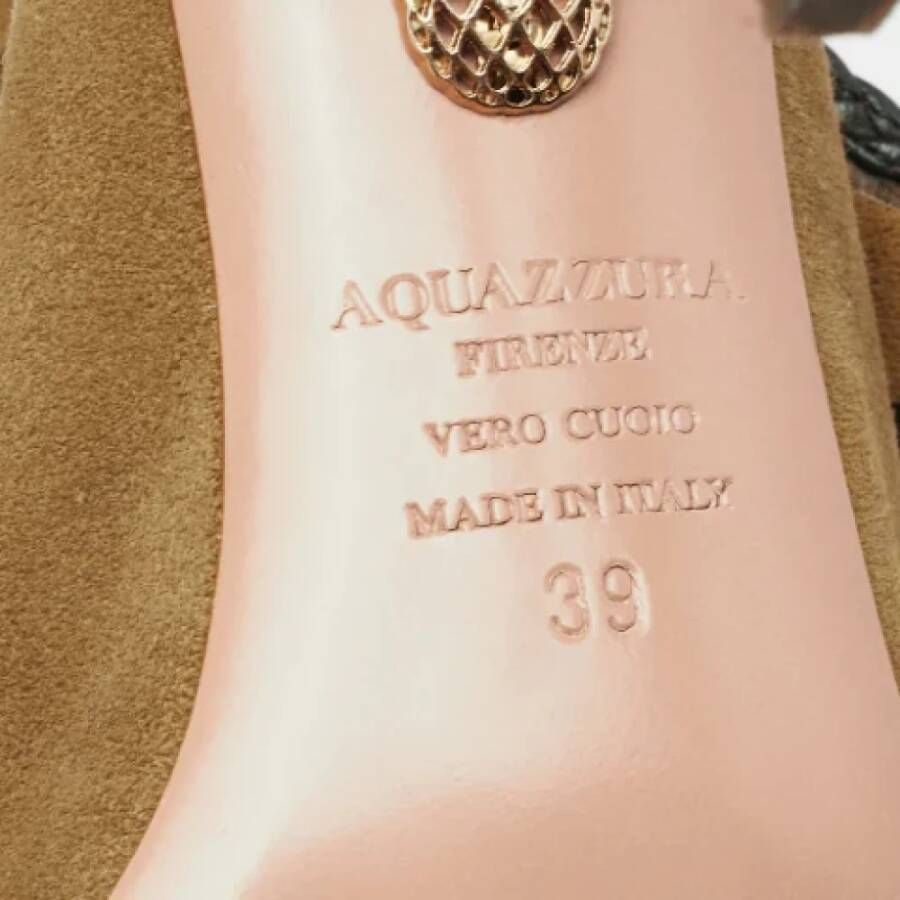 AQUAZZURA
FIRENZE
VERO CUOIO
MADE IN ITALY
39